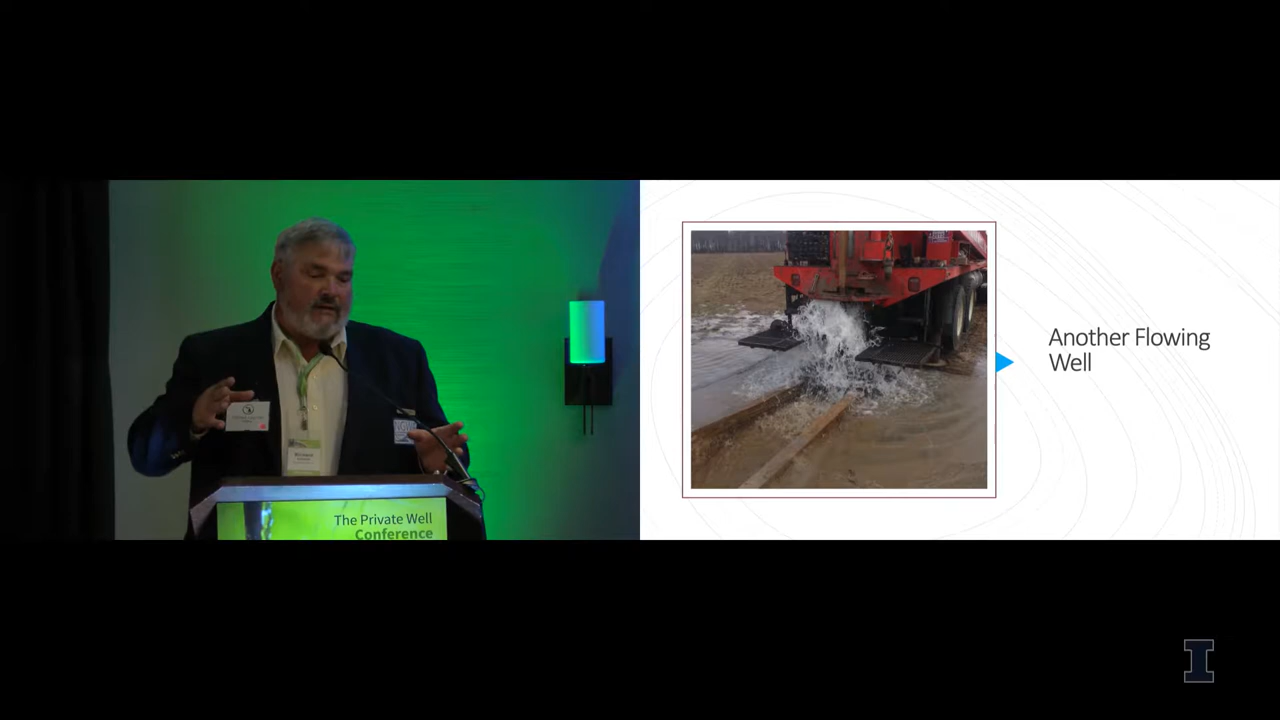 The Private Well
Conference
Another Flowing
Well
I